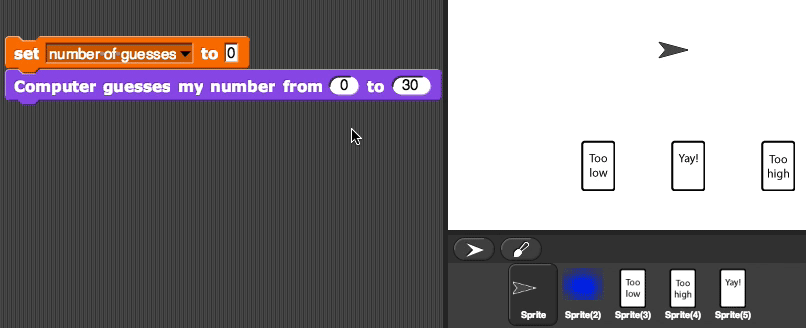 set number of guesses to 0
Computer guesses my number from 0 to 30
Too
low
Yay!
Too
high
Too
low
Too
high
Yay!
Sprite
Sprite(2)
Sprite(3)
Sprite(4)
Sprite(5)